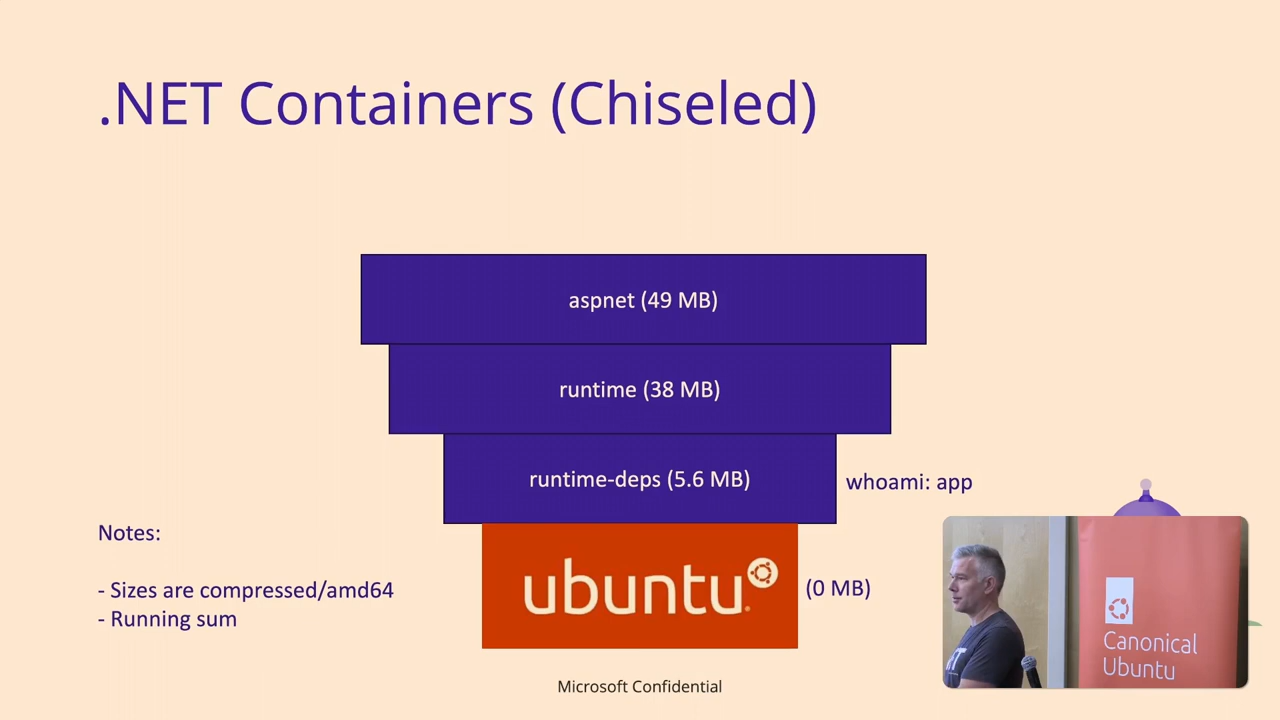 .NET Containers (Chiseled)
aspnet (49 MB)
runtime (38 MB)
runtime-deps (5.6 MB)
whoami: app
Notes:
- Sizes are compressed/amd64
- Running sum
ubuntu
(0 MB)
Microsoft Confidential
Canonical
Ubuntu